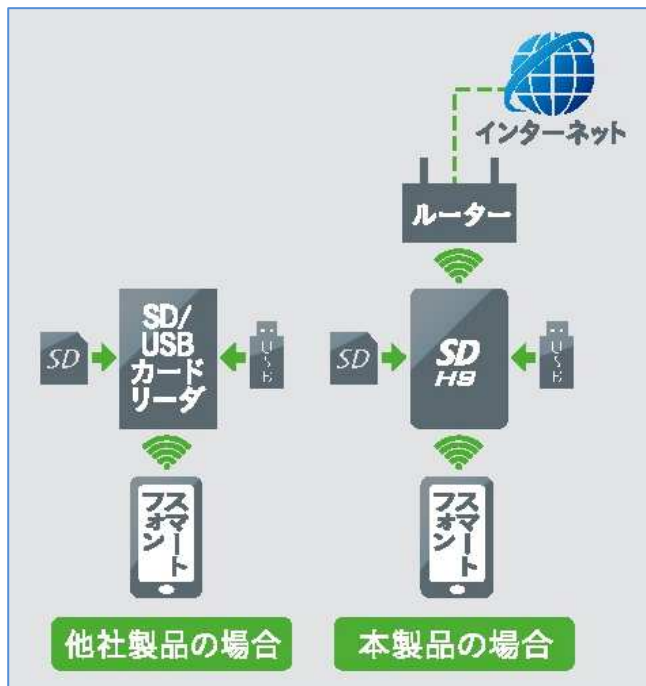 インターネット
ルーター
SD/
USB
カード
リーダ
SD
USB
スマート
フォン
他社製品の場合
SD
SD
H9
USB
スマート
フォン
本製品の場合